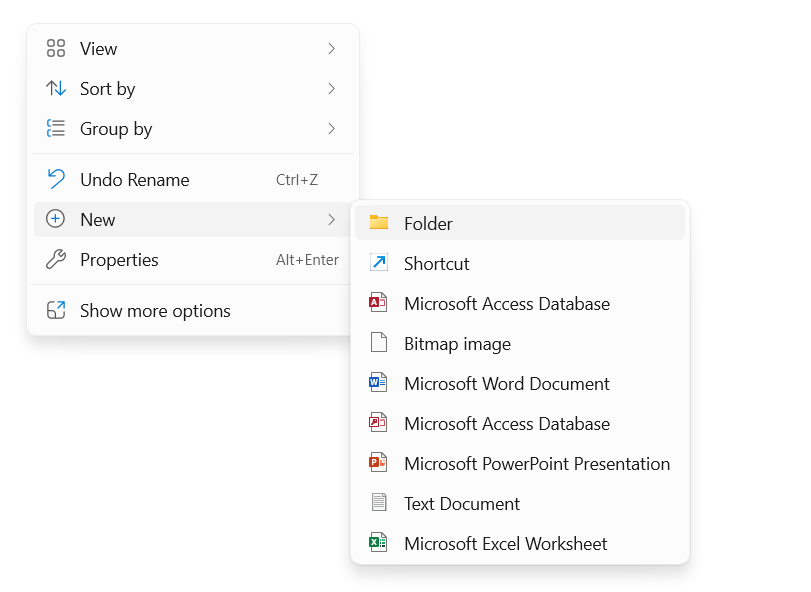 View
Sort by
Group by
Undo Rename Ctrl+Z
New
Properties Alt+Enter
Show more options
Folder
Shortcut
Microsoft Access Database
Bitmap image
Microsoft Word Document
Microsoft Access Database
Microsoft PowerPoint Presentation
Text Document
Microsoft Excel Worksheet